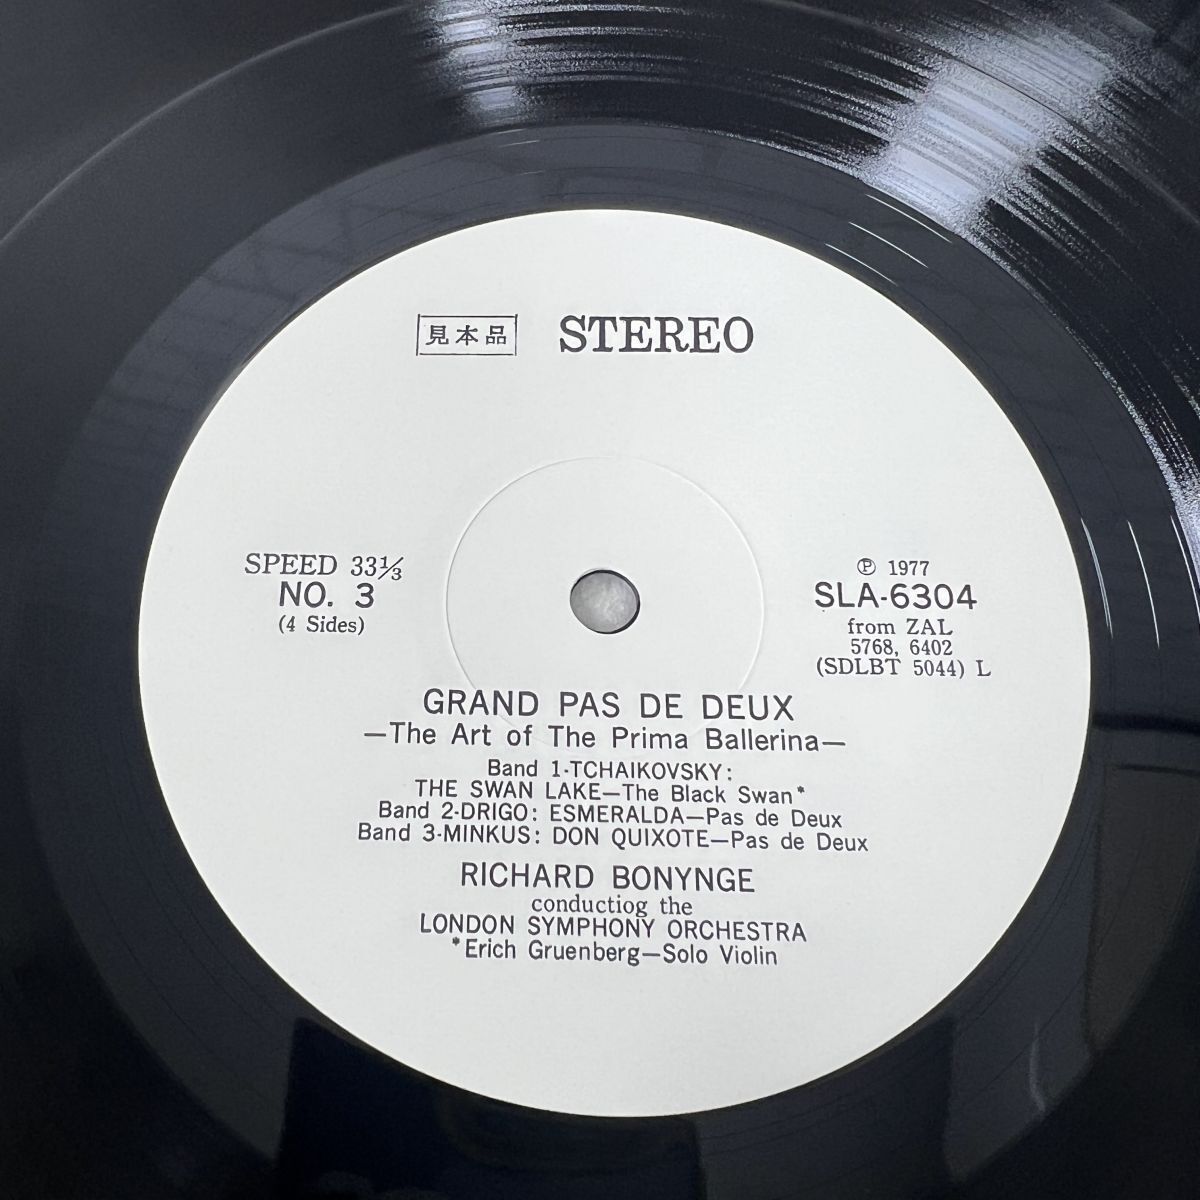 見本品 STEREO
SPEED 33⅓
NO. 3
(4 Sides)
℗ 1977
SLA-6304
from ZAL
5768, 6402
(SDLBT 5044) L
GRAND PAS DE DEUX
—The Art of The Prima Ballerina—
Band 1-TCHAIKOVSKY:
THE SWAN LAKE—The Black Swan*
Band 2-DRIGO: ESMERALDA—Pas de Deux
Band 3-MINKUS: DON QUIXOTE—Pas de Deux
RICHARD BONYNGE
conductiog the
LONDON SYMPHONY ORCHESTRA
*Erich Gruenberg—Solo Violin